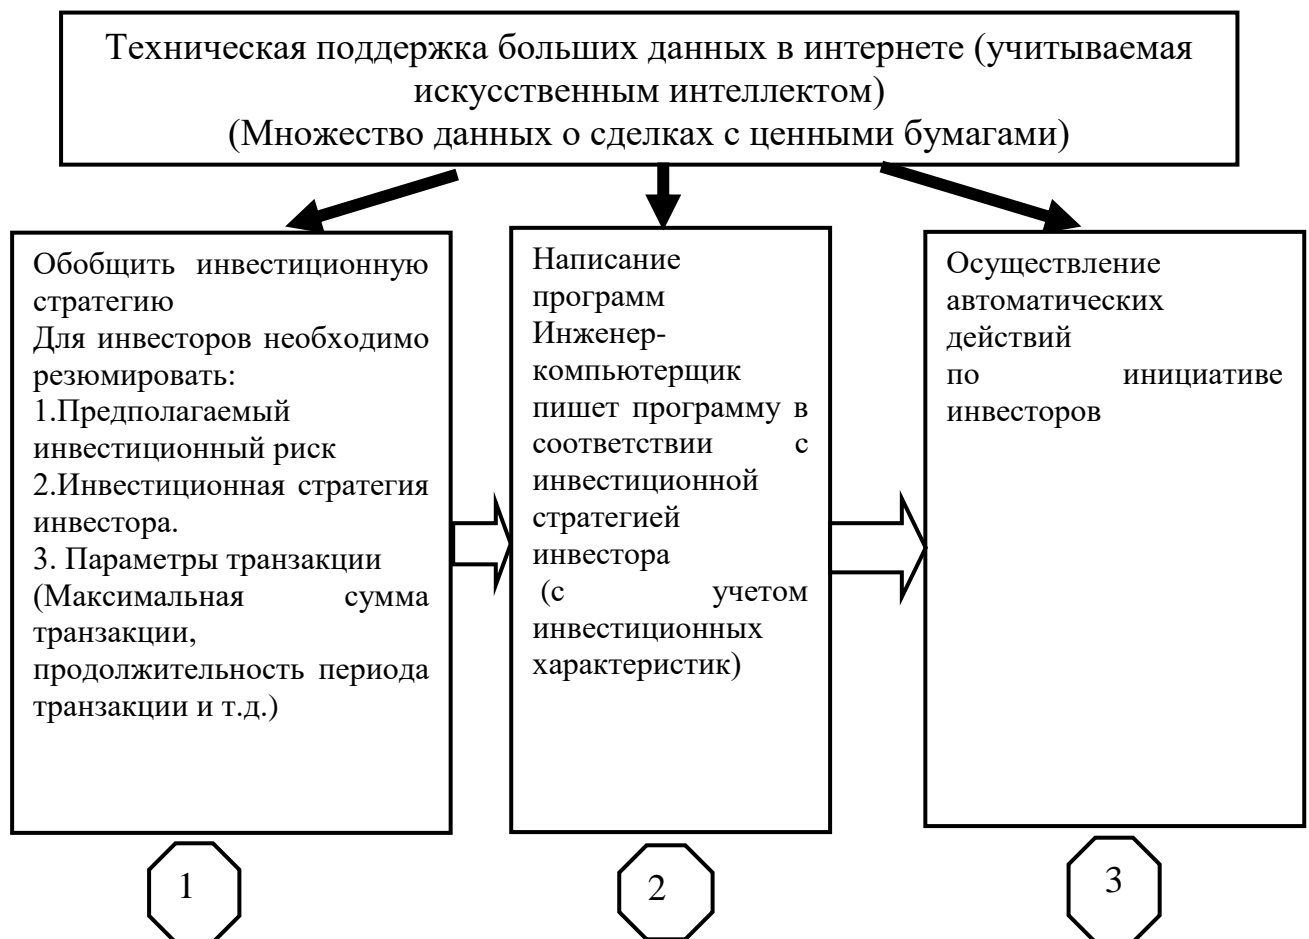 Техническая поддержка больших данных в интернете (учитываемая
искусственным интеллектом)
(Множество данных о сделках с ценными бумагами)
Обобщить инвестиционную
стратегию
Для инвесторов необходимо
резюмировать:
1.Предполагаемый
инвестиционный риск
2.Инвестиционная стратегия
инвестора.
3. Параметры транзакции
(Максимальная сумма
транзакции,
продолжительность периода
транзакции и т.д.)
Написание
программ
Инженер-
компьютерщик
пишет программу в
соответствии с
инвестиционной
стратегией
инвестора
(с учетом
инвестиционных
характеристик)
Осуществление
автоматических
действий
по инициативе
инвесторов
1
2
3